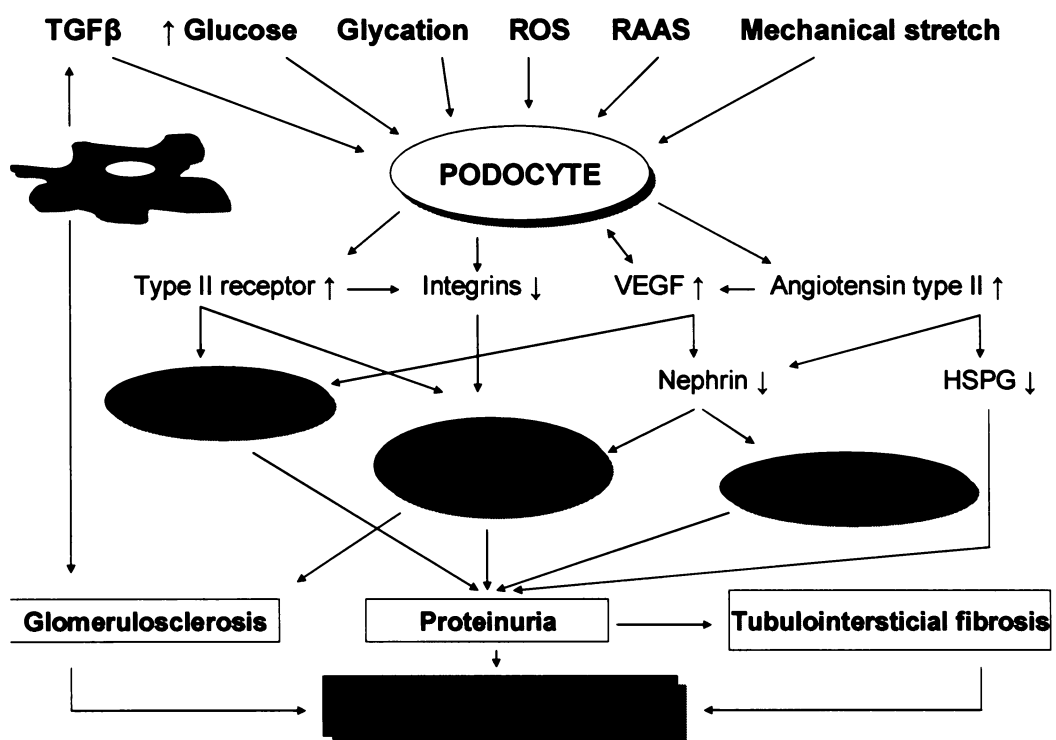 TGFβ ↑ Glucose Glycation ROS RAAS Mechanical stretch
PODOCYTE
Type II receptor ↑ Integrins ↓ VEGF ↑ Angiotensin type II ↑
Nephrin ↓ HSPG ↓
Glomerulosclerosis Proteinuria Tubulointersticial fibrosis